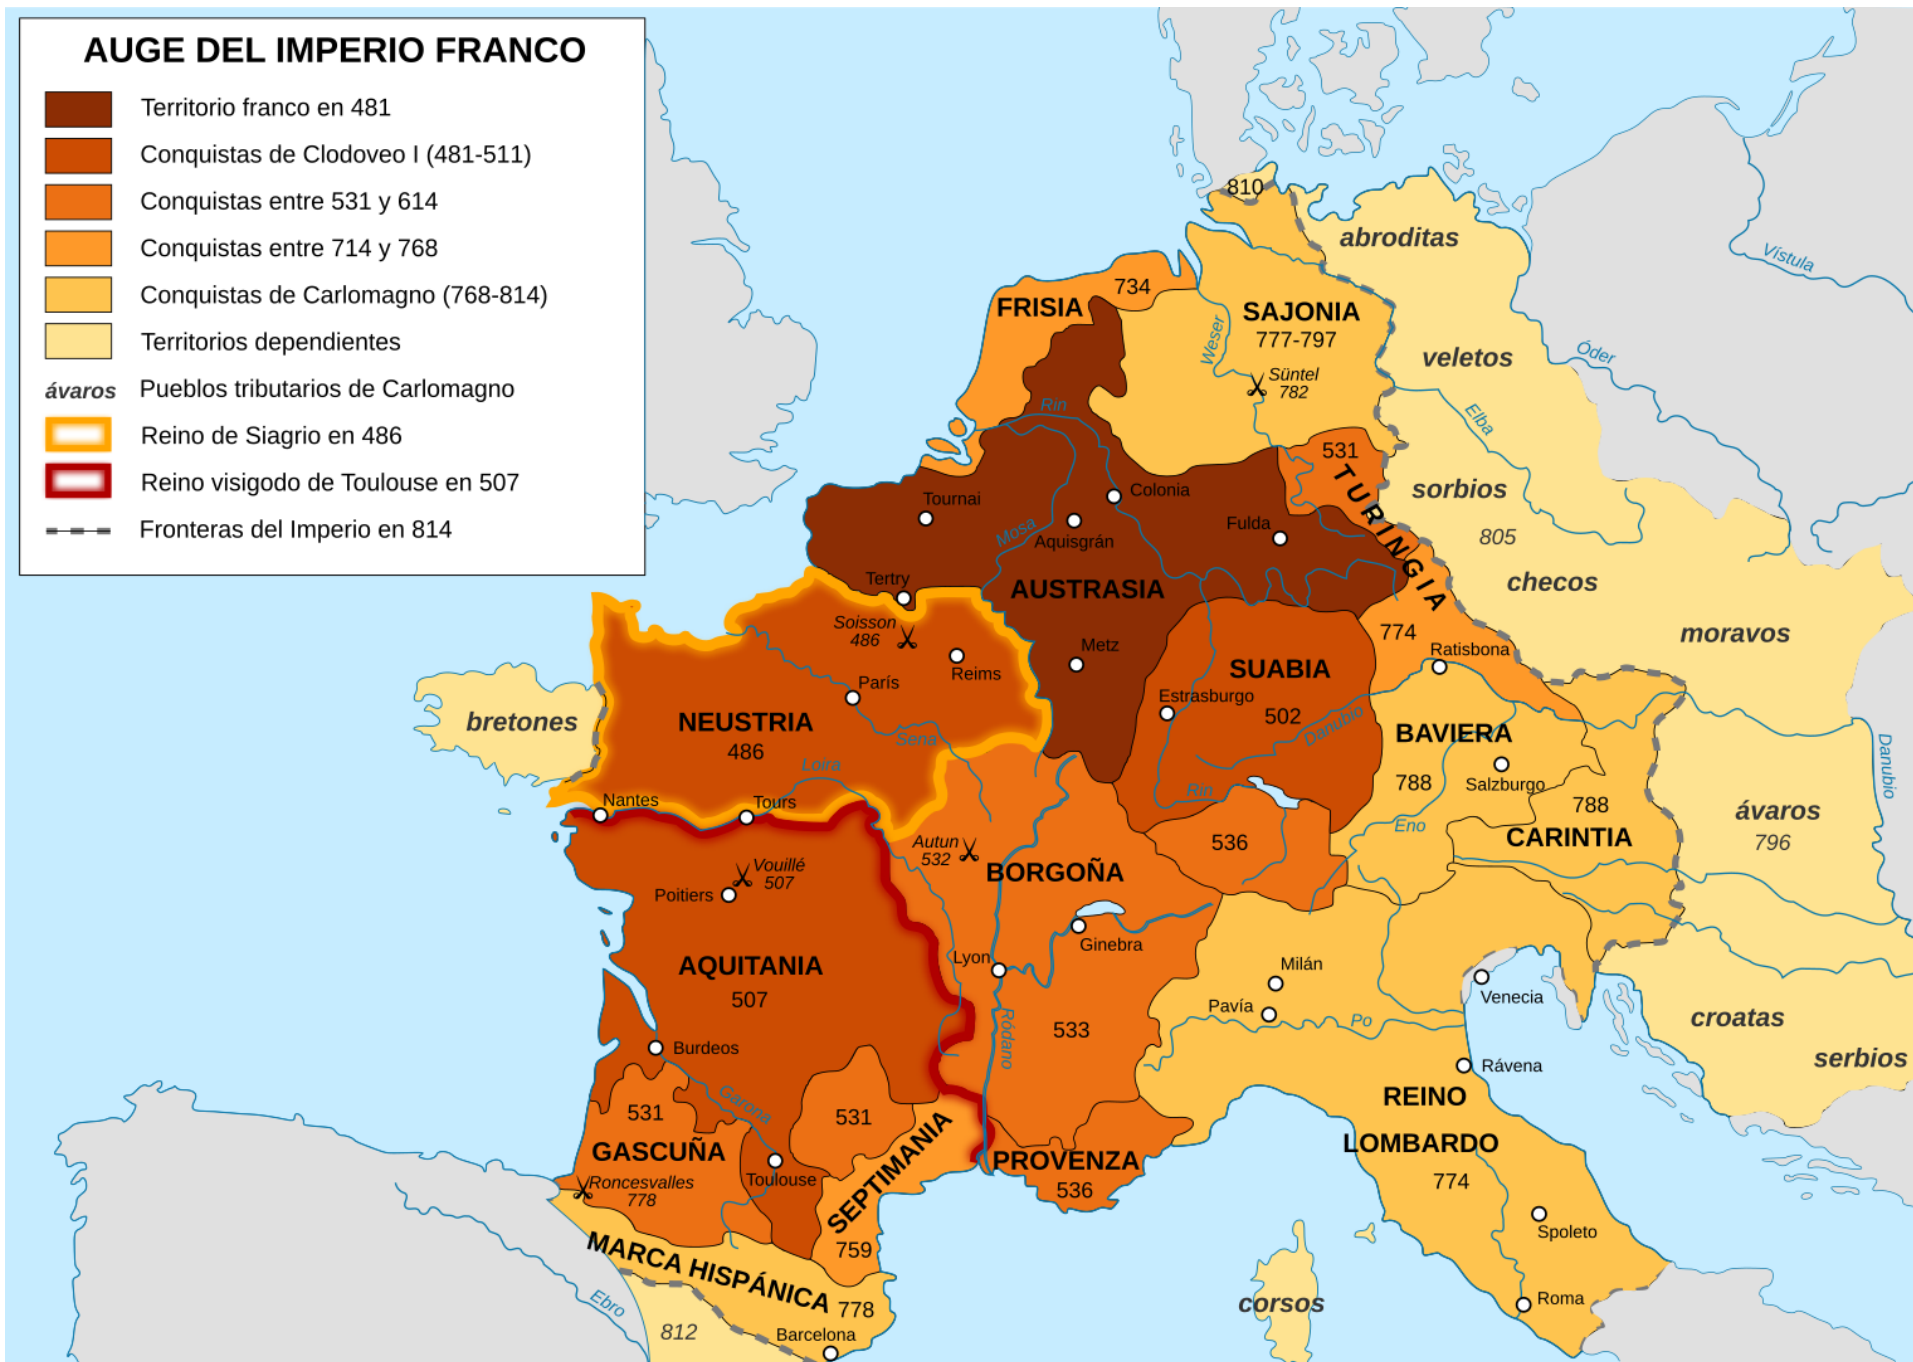 AUGE DEL IMPERIO FRANCO
Territorio franco en 481
Conquistas de Clodoveo I (481-511)
Conquistas entre 531 y 614
Conquistas entre 714 y 768
Conquistas de Carlomagno (768-814)
Territorios dependientes
ávaros Pueblos tributarios de Carlomagno
Reino de Siagrio en 486
Reino visigodo de Toulouse en 507
Fronteras del Imperio en 814
810
abroditas
Vístula
734
FRISIA
SAJONIA
777-797
Weser
veletos
Óder
Süntel
782
Rin
Elba
531
TURINGIA
sorbios
805
Tournai
Colonia
Mosa
Aquisgrán
Fulda
checos
Tertry
AUSTRASIA
Soisson
486
774
moravos
Metz
Ratisbona
Reims
SUABIA
París
Estrasburgo
502
bretones
NEUSTRIA
486
Sena
Danubio
BAVIERA
Danubio
Loira
788
Salzburgo
Rin
Nantes
Tours
788
ávaros
796
Eno
CARINTIA
Autun
532
536
Vouillé
507
BORGOÑA
Poitiers
Ginebra
Lyon
AQUITANIA
507
Milán
Venecia
Pavía
Po
Ródano
533
croatas
serbios
Burdeos
Rávena
Garona
531
531
REINO
LOMBARDO
774
GASCUÑA
SEPTIMANIA
PROVENZA
536
Toulouse
Roncesvalles
778
Spoleto
759
MARCA HISPÁNICA
778
corsos
Roma
Ebro
812
Barcelona